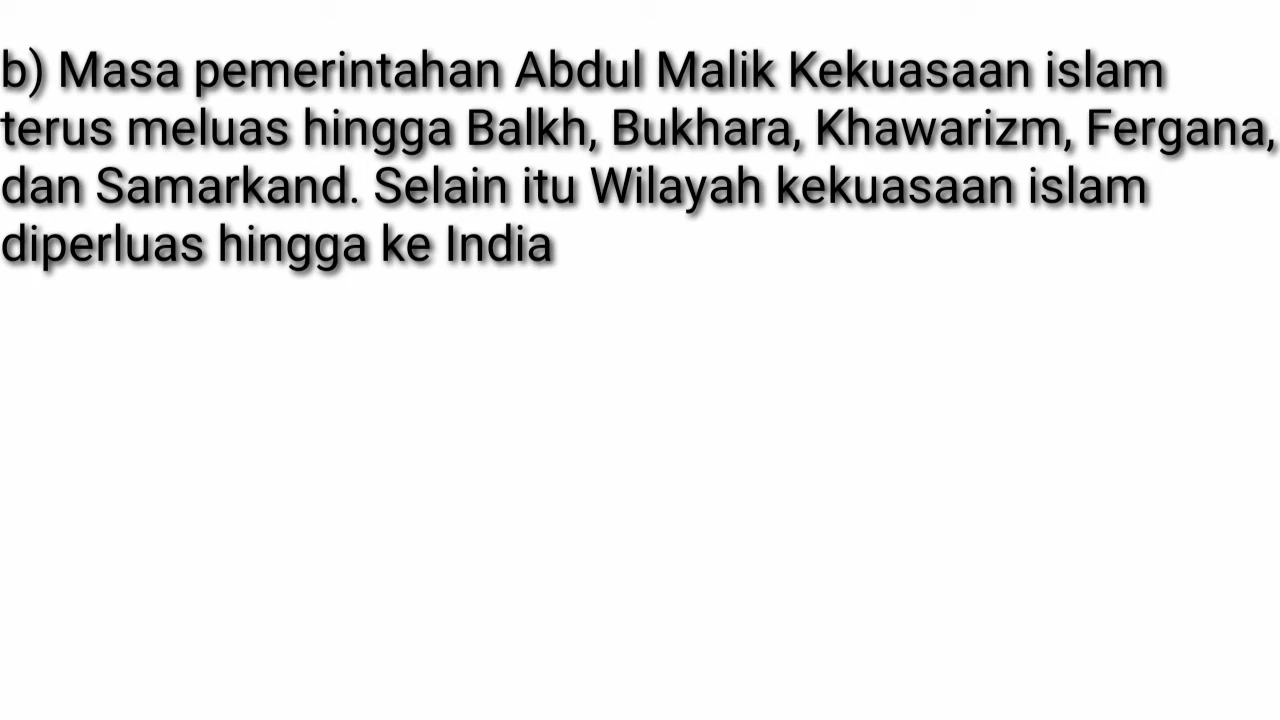 b) Masa pemerintahan Abdul Malik Kekuasaan islam
terus meluas hingga Balkh, Bukhara, Khawarizm, Fergana,
dan Samarkand. Selain itu Wilayah kekuasaan islam
diperluas hingga ke India